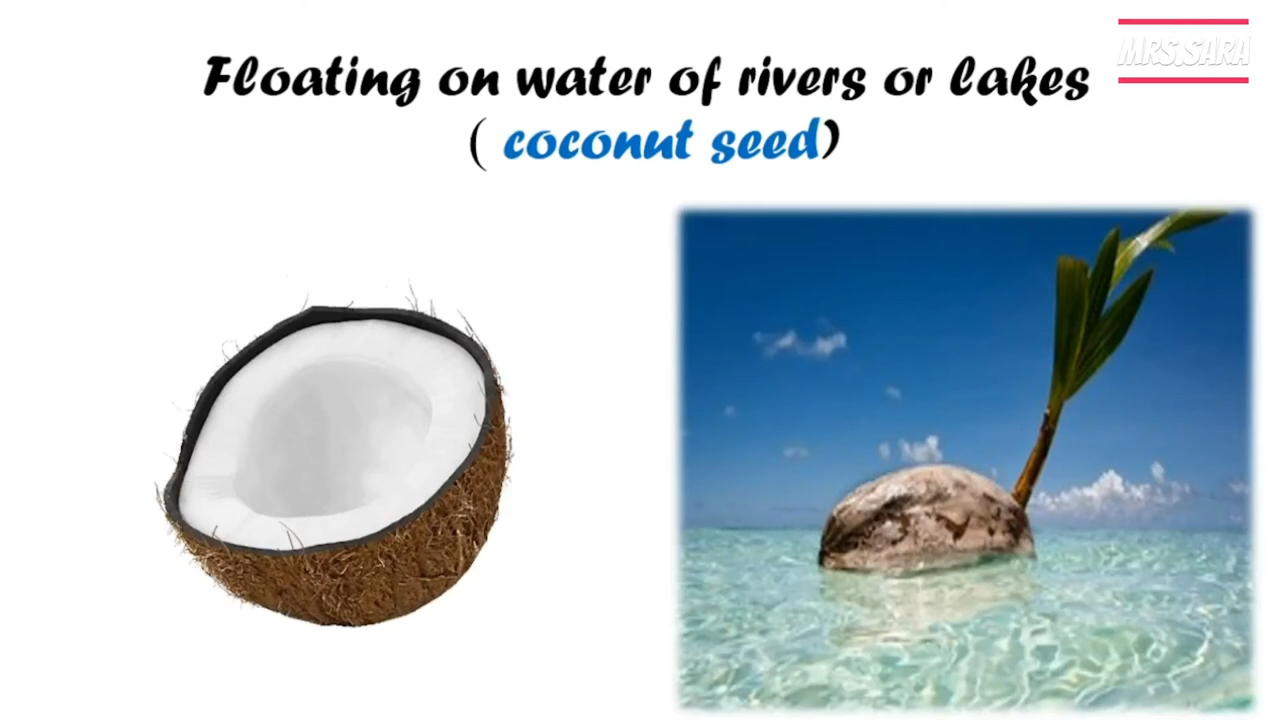 Floating on water of rivers or lakes
( coconut seed)
MRS.SARA